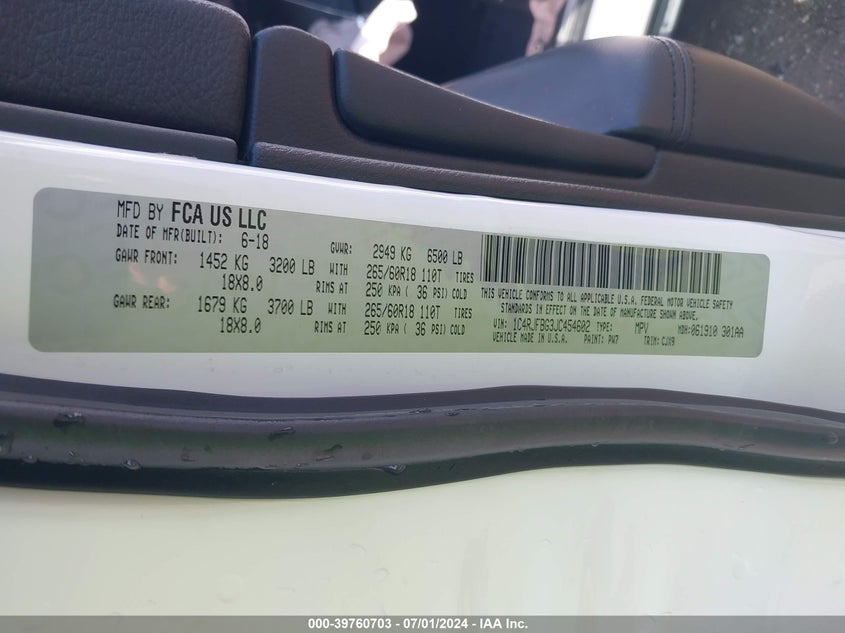 MFD BY FCA US LLC
DATE OF MFR(BUILT): 6-18 GVWR: 2949 KG 6500 LB
GAWR FRONT: 1452 KG 3200 LB WITH 265/60R18 110T TIRES
18X8.0 RIMS AT 250 KPA ( 36 PSI) COLD
GAWR REAR: 1679 KG 3700 LB WITH 265/60R18 110T TIRES
18X8.0 RIMS AT 250 KPA ( 36 PSI) COLD
THIS VEHICLE CONFORMS TO ALL APPLICABLE U.S.A. FEDERAL MOTOR VEHICLE SAFETY
STANDARDS IN EFFECT ON THE DATE OF MANUFACTURE SHOWN ABOVE.
VIN: 1C4RJFBG3JC454602 TYPE: MPV MDH:061910 301AA
VEHICLE MADE IN U.S.A. PAINT: PW7 TRIM: CJX9
000-39760703 - 07/01/2024 - IAA Inc.